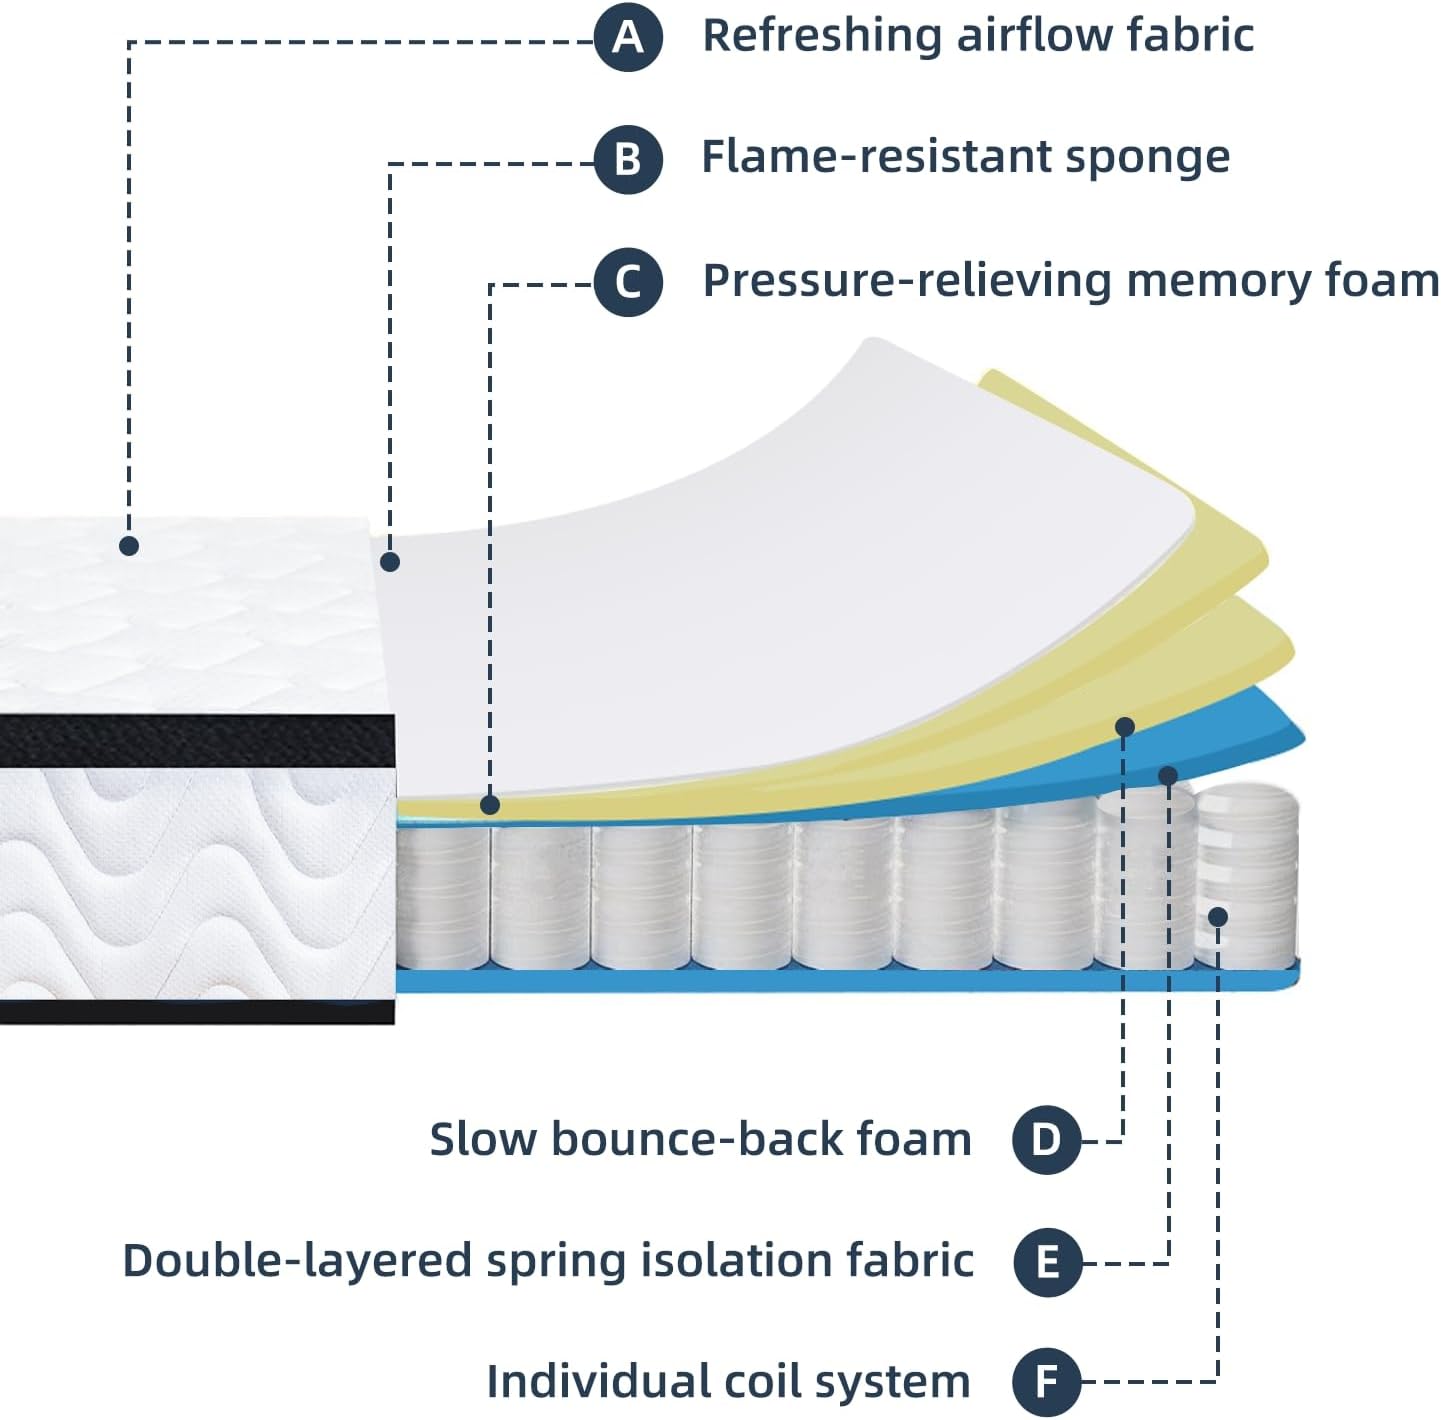 A Refreshing airflow fabric
B Flame-resistant sponge
C Pressure-relieving memory foam
Slow bounce-back foam D
Double-layered spring isolation fabric E
Individual coil system F